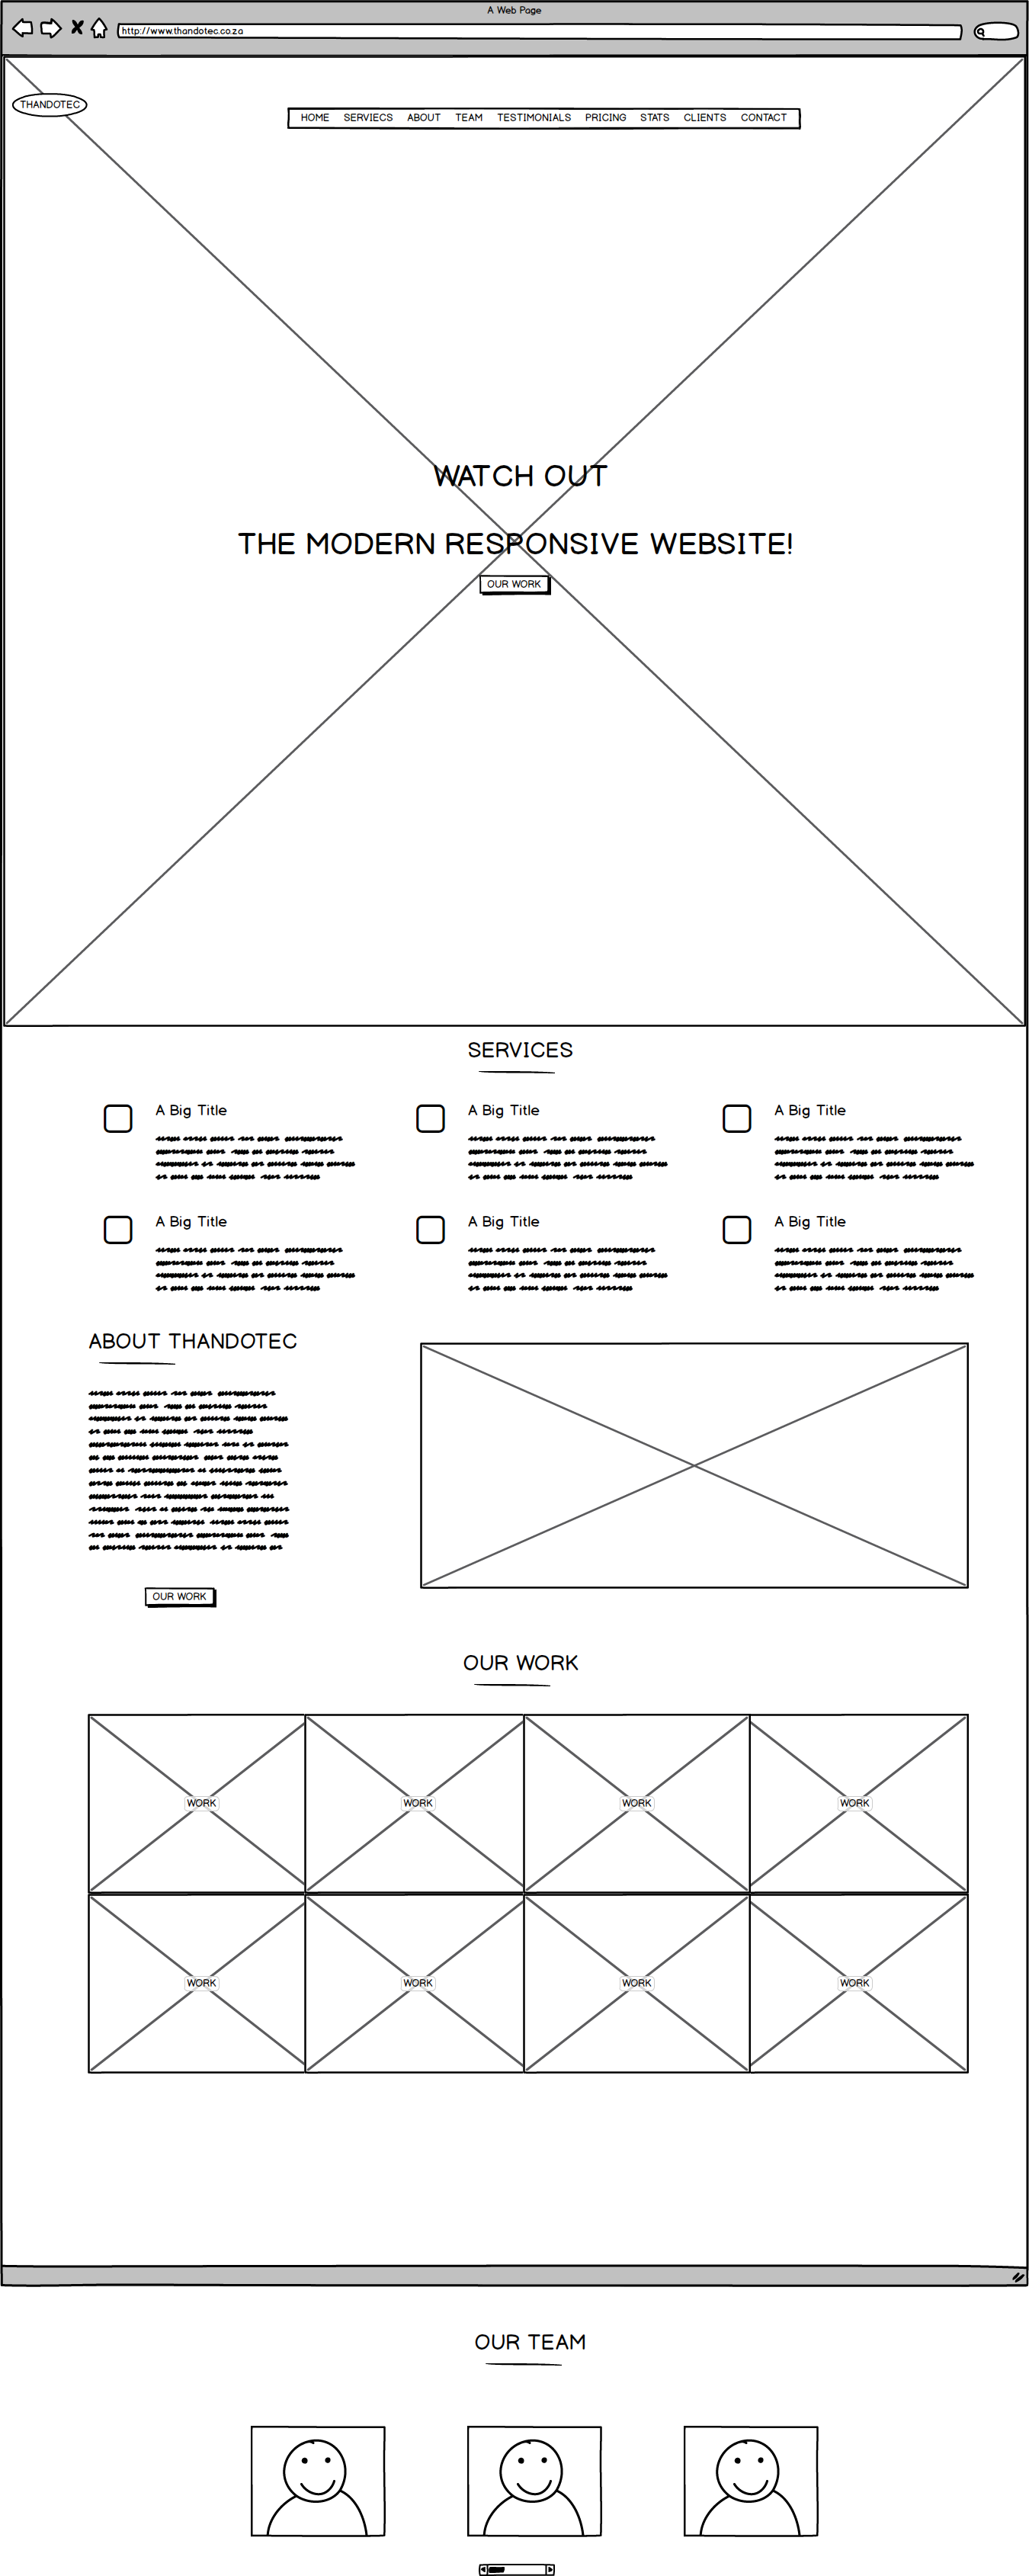 A Web Page
http://www.thandotec.co.za
THANDOTEC
HOME SERVIECS ABOUT TEAM TESTIMONIALS PRICING STATS CLIENTS CONTACT
WATCH OUT
THE MODERN RESPONSIVE WEBSITE!
OUR WORK
SERVICES
A Big Title A Big Title A Big Title
A Big Title A Big Title A Big Title
ABOUT THANDOTEC
OUR WORK
OUR WORK
WORK WORK WORK WORK
WORK WORK WORK WORK
OUR TEAM